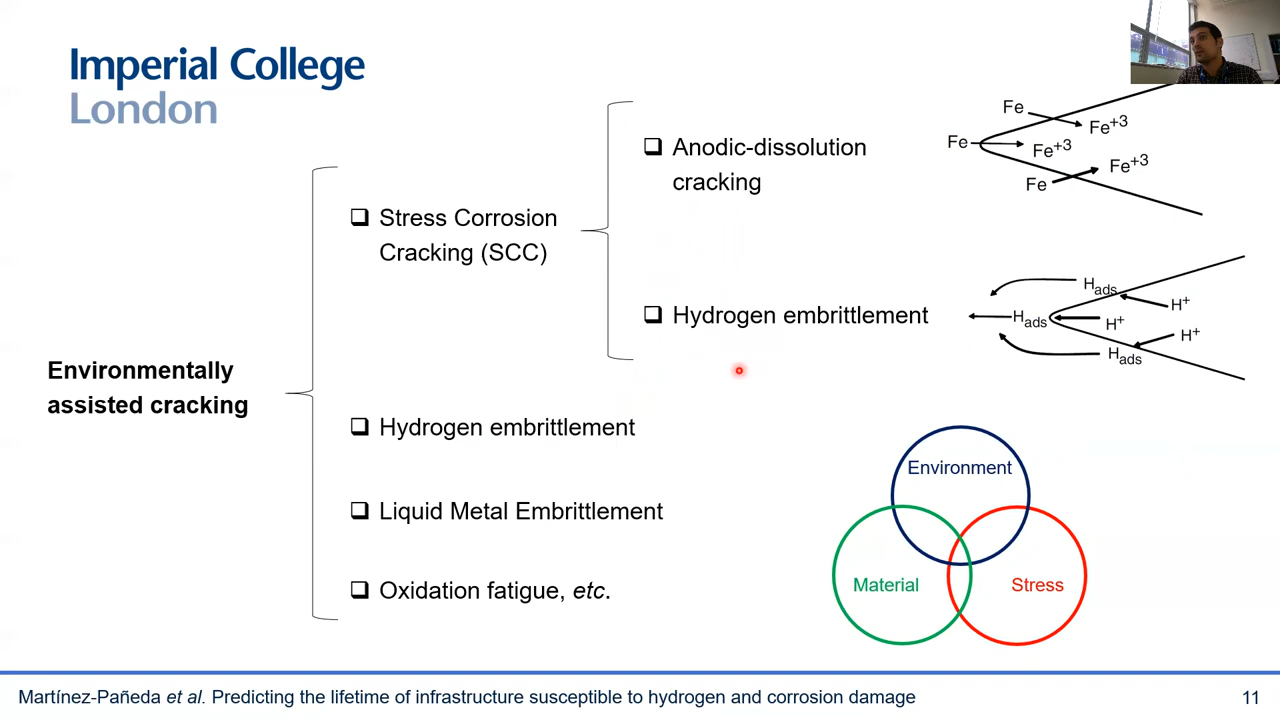 Imperial College
London
Environmentally
assisted cracking
Stress Corrosion
Cracking (SCC)
Anodic-dissolution
cracking
Hydrogen embrittlement
Hydrogen embrittlement
Liquid Metal Embrittlement
Oxidation fatigue, etc.
Fe
Fe+3
Fe
Fe+3
Fe
Fe+3
Hads
H+
Hads
H+
H+
Hads
Environment
Material
Stress
Martínez-Pañeda et al. Predicting the lifetime of infrastructure susceptible to hydrogen and corrosion damage
11